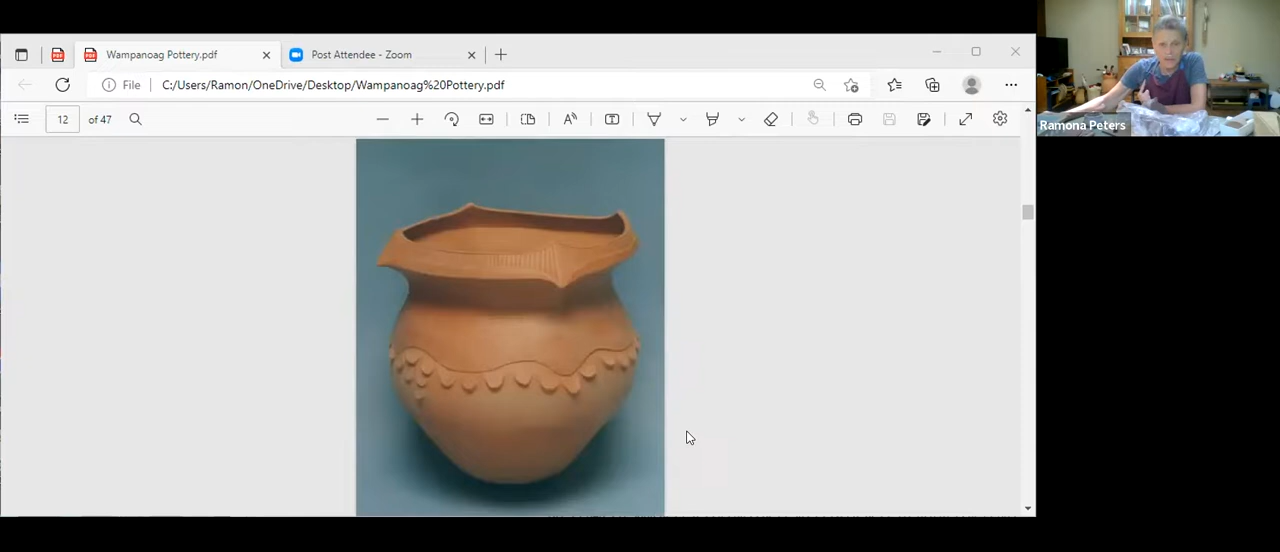 Wampanoag Pottery.pdf
Post Attendee - Zoom
File
C:/Users/Ramon/OneDrive/Desktop/Wampanoag%20Pottery.pdf
12 of 47
Ramona Peters